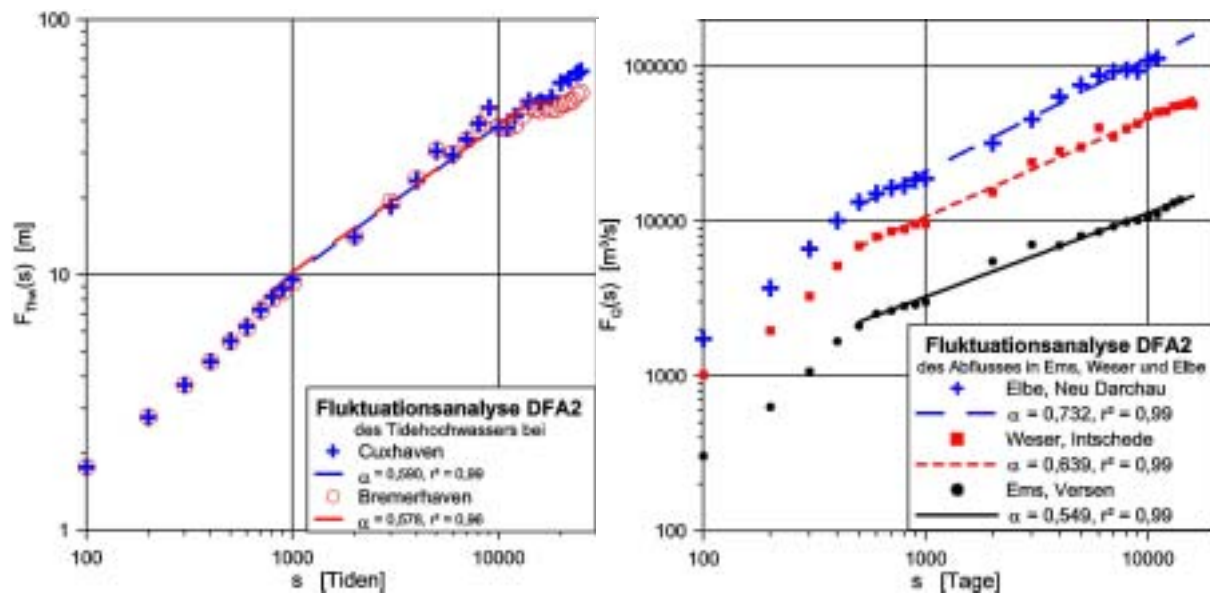 100
10
1
F_Thw(s) [m]
100
1000
10000
s [Tiden]
Fluktuationsanalyse DFA2
des Tidehochwassers bei
Cuxhaven
α = 0,590, r² = 0,99
Bremerhaven
α = 0,578, r² = 0,98
100000
10000
1000
100
F_Q(s) [m³/s]
100
1000
10000
s [Tage]
Fluktuationsanalyse DFA2
des Abflusses in Ems, Weser und Elbe
Elbe, Neu Darchau
α = 0,732, r² = 0,99
Weser, Intschede
α = 0,639, r² = 0,99
Ems, Versen
α = 0,549, r² = 0,99